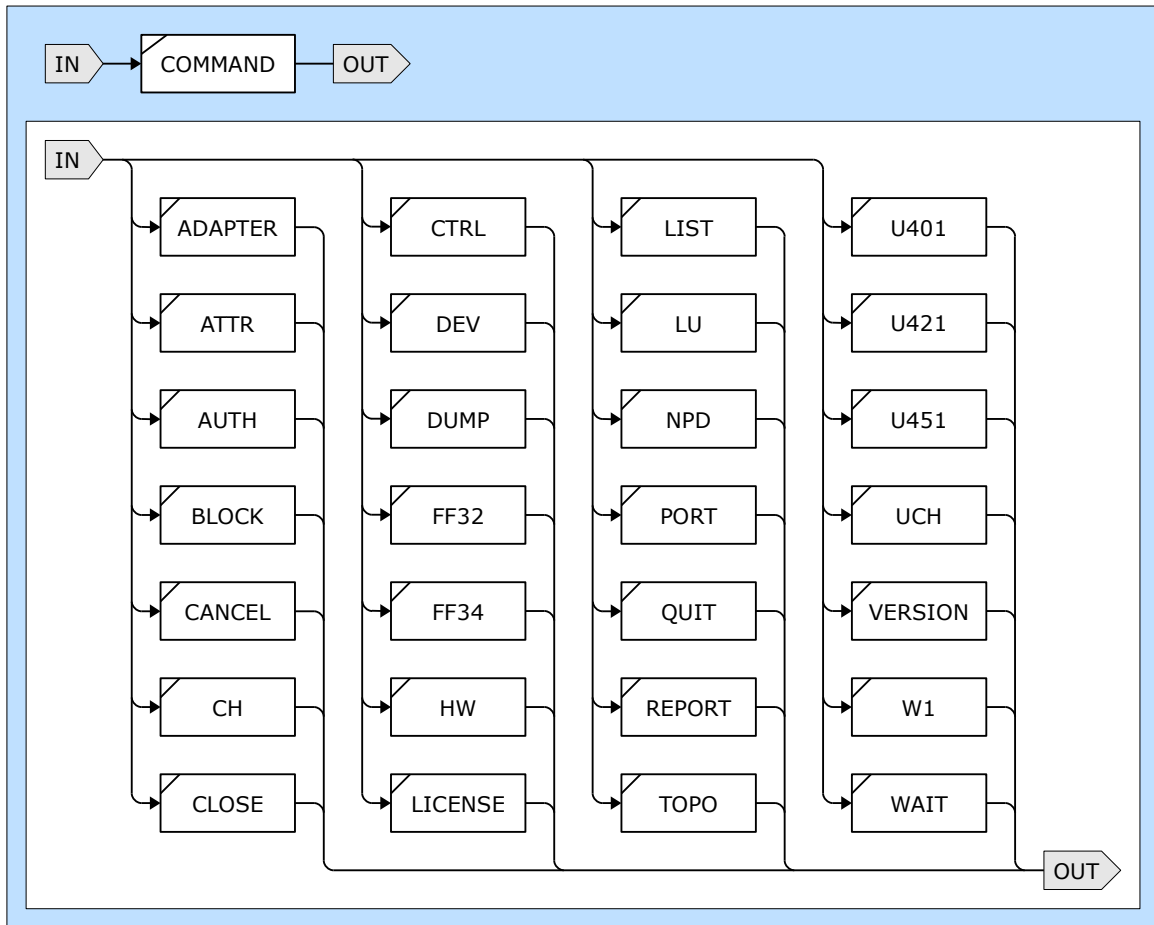 IN
COMMAND
OUT
IN
ADAPTER
CTRL
LIST
U401
ATTR
DEV
LU
U421
AUTH
DUMP
NPD
U451
BLOCK
FF32
PORT
UCH
CANCEL
FF34
QUIT
VERSION
CH
HW
REPORT
W1
CLOSE
LICENSE
TOPO
WAIT
OUT